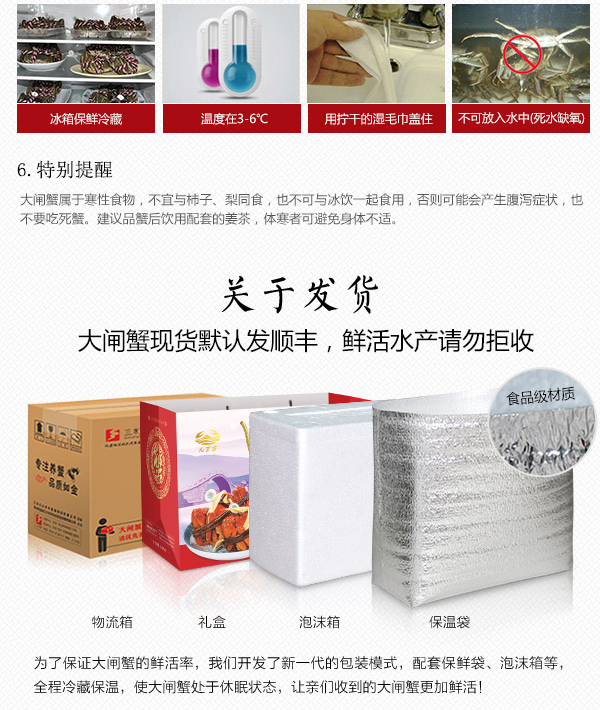 冰箱保鲜冷藏
温度在3-6℃
用拧干的湿毛巾盖住
不可放入水中(死水缺氧)
6.特别提醒
大闸蟹属于寒性食物，不宜与柿子、梨同食，也不可与冰饮一起食用，否则可能会产生腹泻症状，也
不要吃死蟹。建议品蟹后饮用配套的姜茶，体寒者可避免身体不适。
关于发货
大闸蟹现货默认发顺丰，鲜活水产请勿拒收
食品级材质
专注养蟹
品质如金
大闸蟹
物流箱
礼盒
泡沫箱
保温袋
为了保证大闸蟹的鲜活率，我们开发了新一代的包装模式，配套保鲜袋、泡沫箱等，
全程冷藏保温，使大闸蟹处于休眠状态，让亲们收到的大闸蟹更加鲜活！